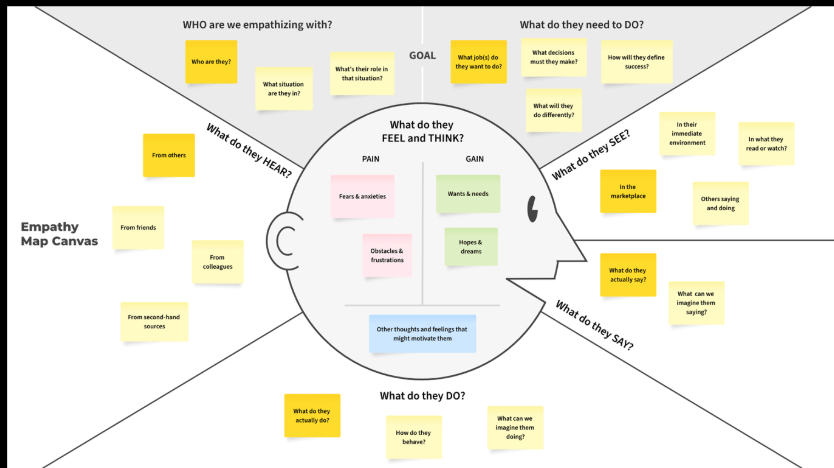 WHO are we empathizing with?
Who are they?
What situation
are they in?
What's their role in
that situation?
GOAL
What do they need to DO?
What job(s) do
they want to do?
What decisions
must they make?
How will they define
success?
What will they
do differently?
What do they HEAR?
From others
From friends
From
colleagues
From second-hand
sources
Empathy
Map Canvas
What do they
FEEL and THINK?
PAIN
Fears & anxieties
Obstacles &
frustrations
GAIN
Wants & needs
Hopes &
dreams
Other thoughts and feelings that
might motivate them
What do they SEE?
In their
immediate
environment
In what they
read or watch?
In the
marketplace
Others saying
and doing
What do they SAY?
What do they
actually say?
What can we
imagine them
saying?
What do they DO?
What do they
actually do?
How do they
behave?
What can we
imagine them
doing?